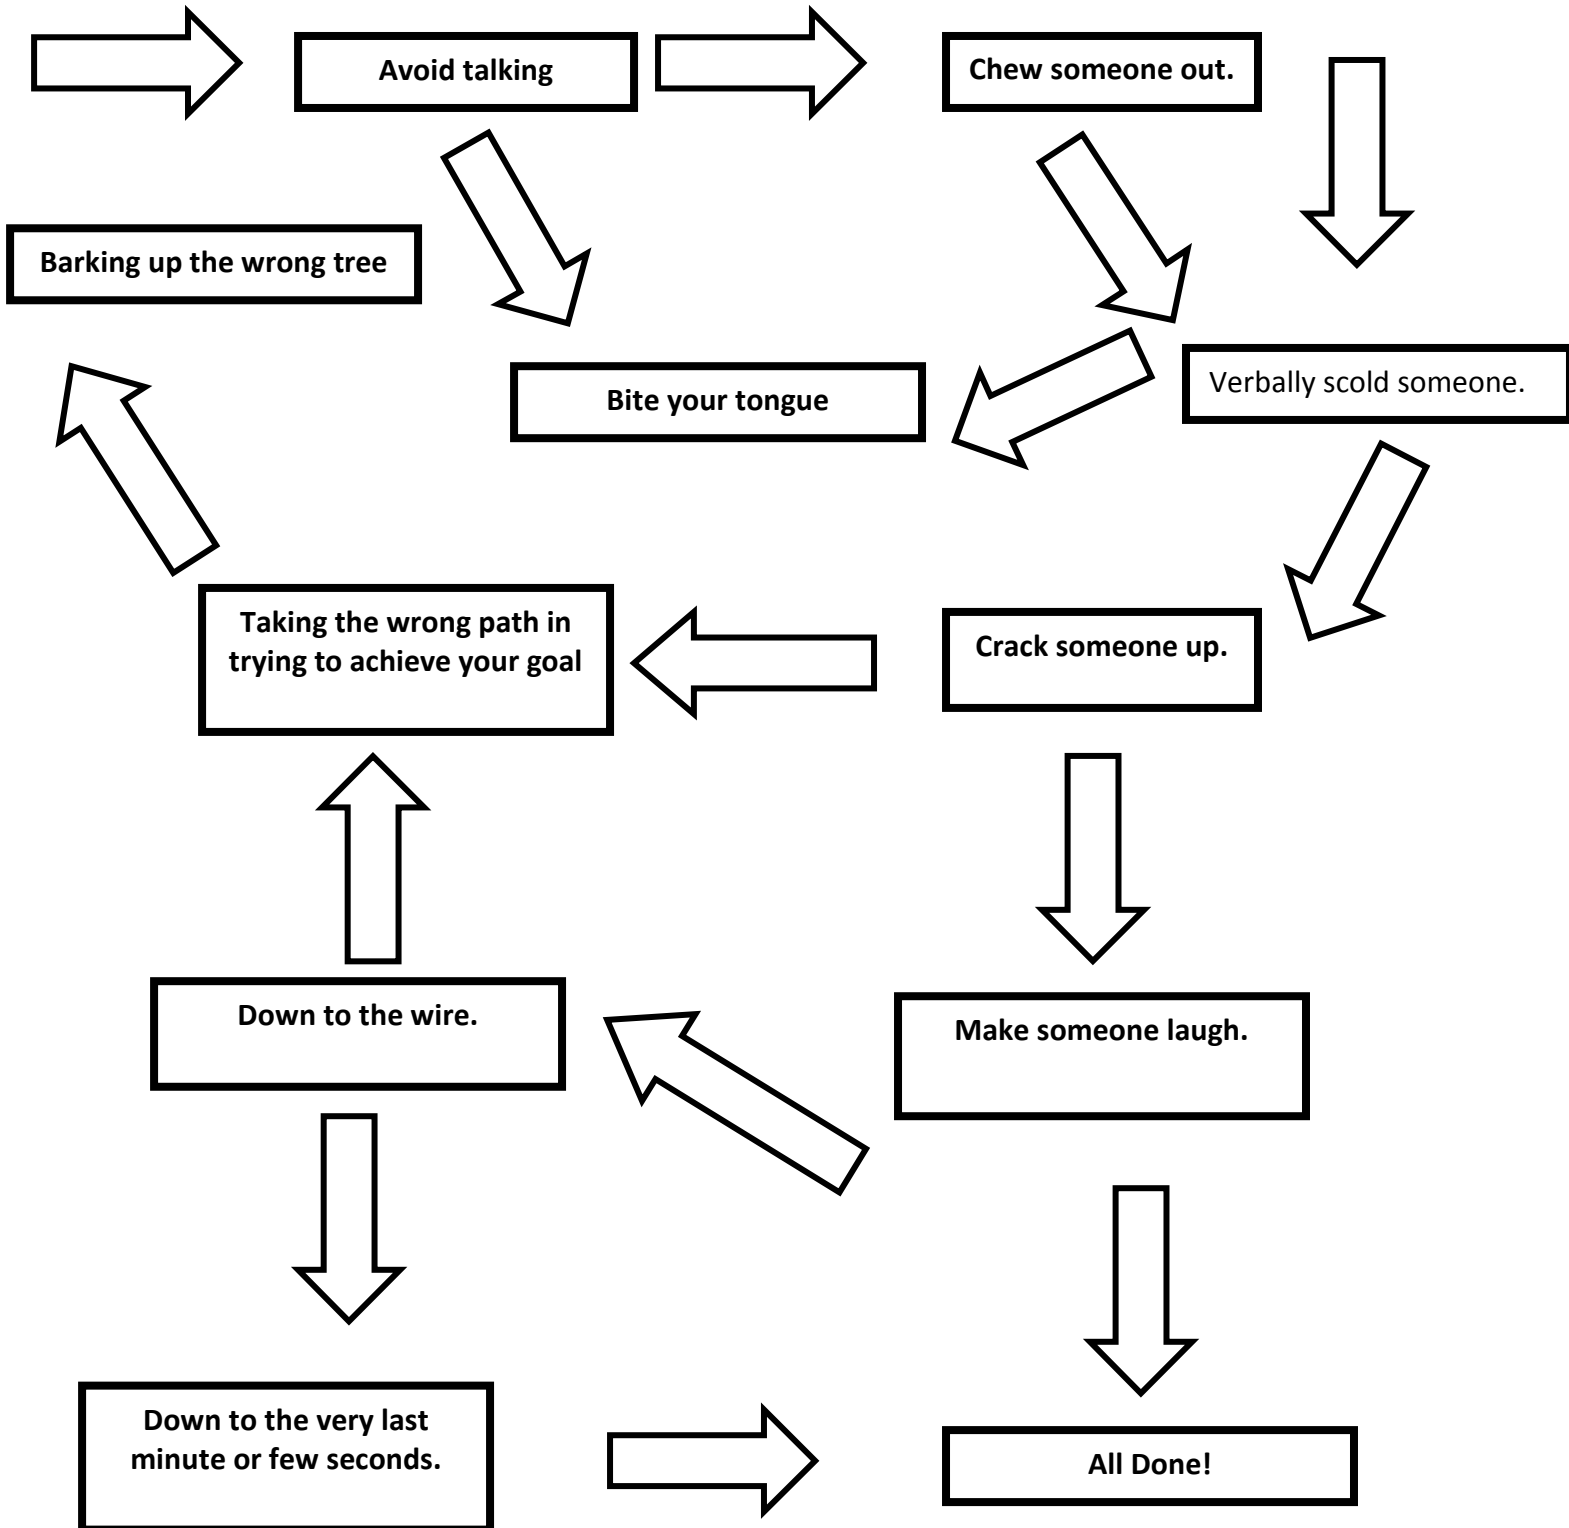 Avoid talking
Chew someone out.
Barking up the wrong tree
Bite your tongue
Verbally scold someone.
Taking the wrong path in
trying to achieve your goal
Crack someone up.
Down to the wire.
Make someone laugh.
Down to the very last
minute or few seconds.
All Done!